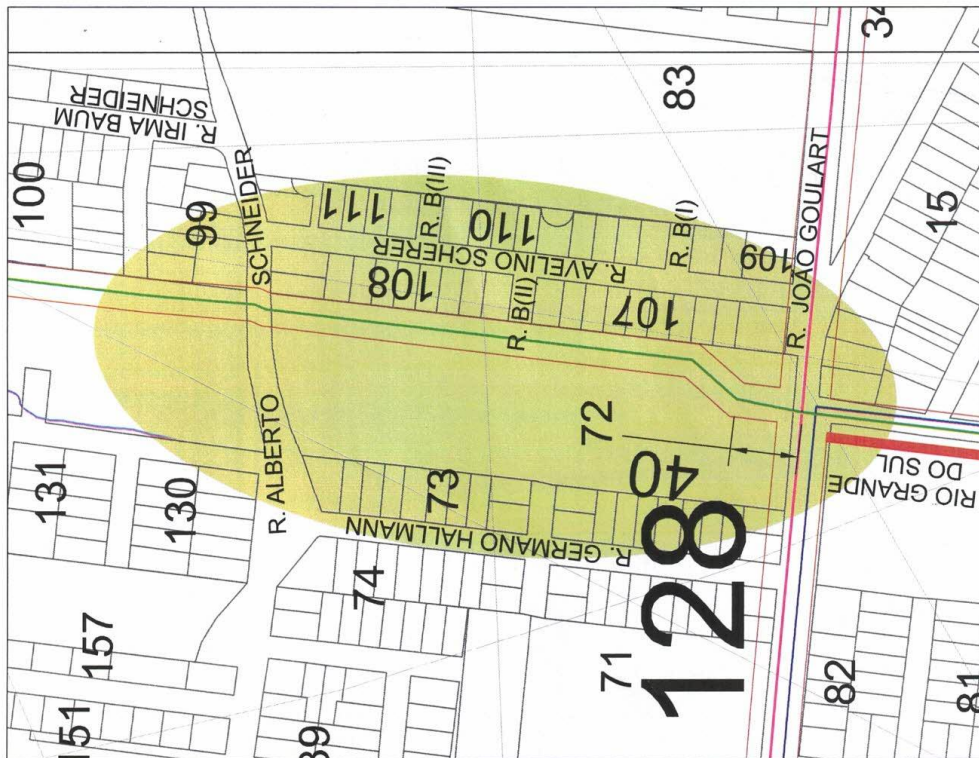 34
83
R. IRMA BAUM
SCHNEIDER
100
99
SCHNEIDER
111
R. B(III)
110
R. AVELINO SCHERER
R. B(I)
109
R. JOÃO GOULART
15
108
R. B(II)
107
72
40
128
RIO GRANDE
DO SUL
131
130
R. ALBERTO
73
R. GERMANO HALLMANN
74
71
157
151
82
81